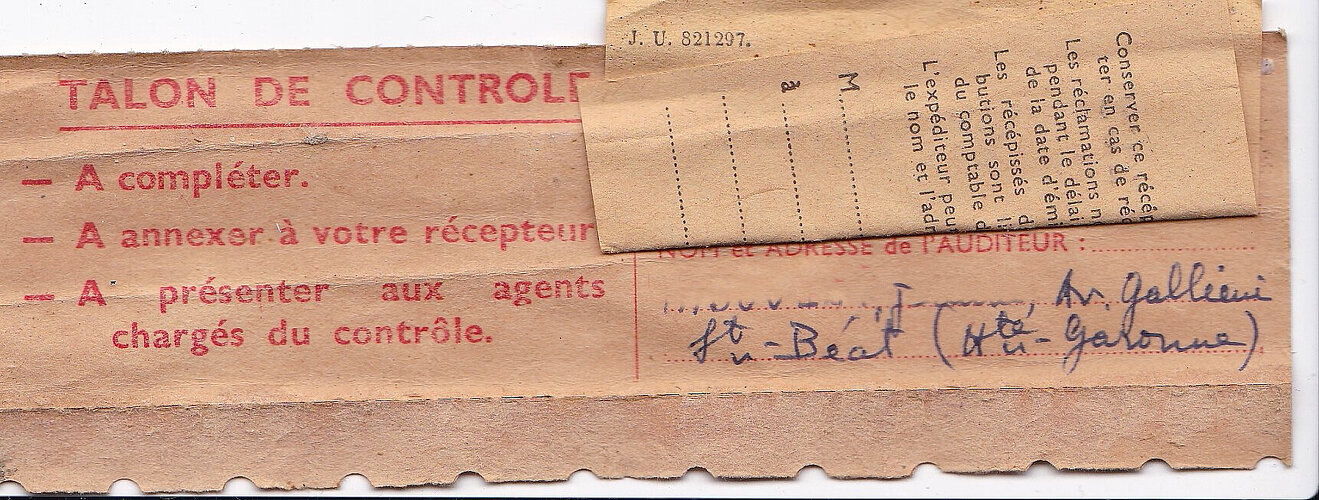 TALON DE CONTROLE
— A compléter.
— A annexer à votre récepteur
— A présenter aux agents
chargés du contrôle.
J. U. 821297.
Conserver ce récép
ter en cas de réc
Les réclamations n
pendant le délai
de la date d'ém
Les récépissés d
butions sont li
du comptable d
L'expéditeur peu
le nom et l'adr
M
à
NOM et ADRESSE de l'AUDITEUR :
Av Galliéni
St-Béat (Hte-Garonne)